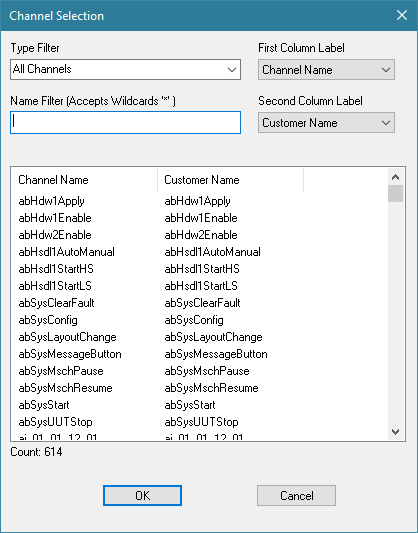 Channel Selection
Type Filter First Column Label
All Channels Channel Name
Name Filter (Accepts Wildcards '*' ) Second Column Label
Customer Name
Channel Name Customer Name
abHdw1Apply abHdw1Apply
abHdw1Enable abHdw1Enable
abHdw2Enable abHdw2Enable
abHsdl1AutoManual abHsdl1AutoManual
abHsdl1StartHS abHsdl1StartHS
abHsdl1StartLS abHsdl1StartLS
abSysClearFault abSysClearFault
abSysConfig abSysConfig
abSysLayoutChange abSysLayoutChange
abSysMessageButton abSysMessageButton
abSysMschPause abSysMschPause
abSysMschResume abSysMschResume
abSysStart abSysStart
abSysUUTStop abSysUUTStop
ai_01_01_12_01 ai_01_01_12_01
Count: 614
OK Cancel